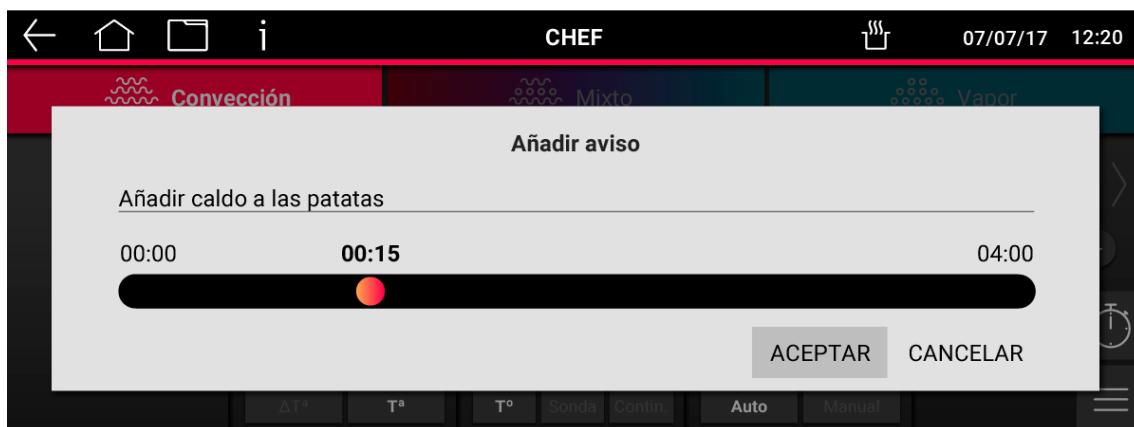 i CHEF 07/07/17 12:20
Convección Mixto Vapor
Añadir aviso
Añadir caldo a las patatas
00:00 00:15 04:00
ACEPTAR CANCELAR
ΔTª Tª Tº Sonda Contin. Auto Manual